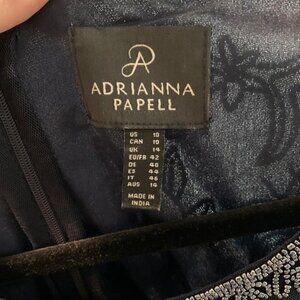 ADRIANNA
PAPELL
US 10
CAN 10
UK 14
EU/FR 42
DE 40
ES 44
IT 46
AUS 14
MADE IN
INDIA